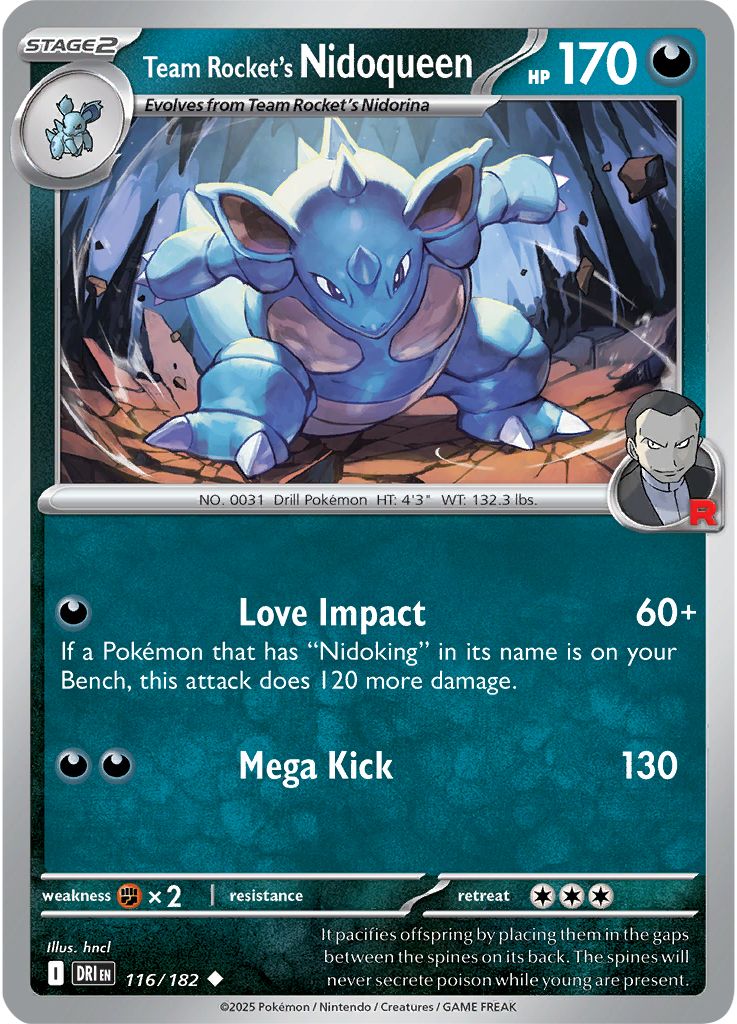 STAGE2
Team Rocket's Nidoqueen HP 170
Evolves from Team Rocket's Nidorina
NO. 0031 Drill Pokémon HT: 4'3" WT: 132.3 lbs.
R
Love Impact 60+
If a Pokémon that has “Nidoking” in its name is on your
Bench, this attack does 120 more damage.
Mega Kick 130
weakness ×2 resistance retreat
Illus. hncl
It pacifies offspring by placing them in the gaps
between the spines on its back. The spines will
never secrete poison while young are present.
I DRI EN 116/182
©2025 Pokémon / Nintendo / Creatures / GAME FREAK